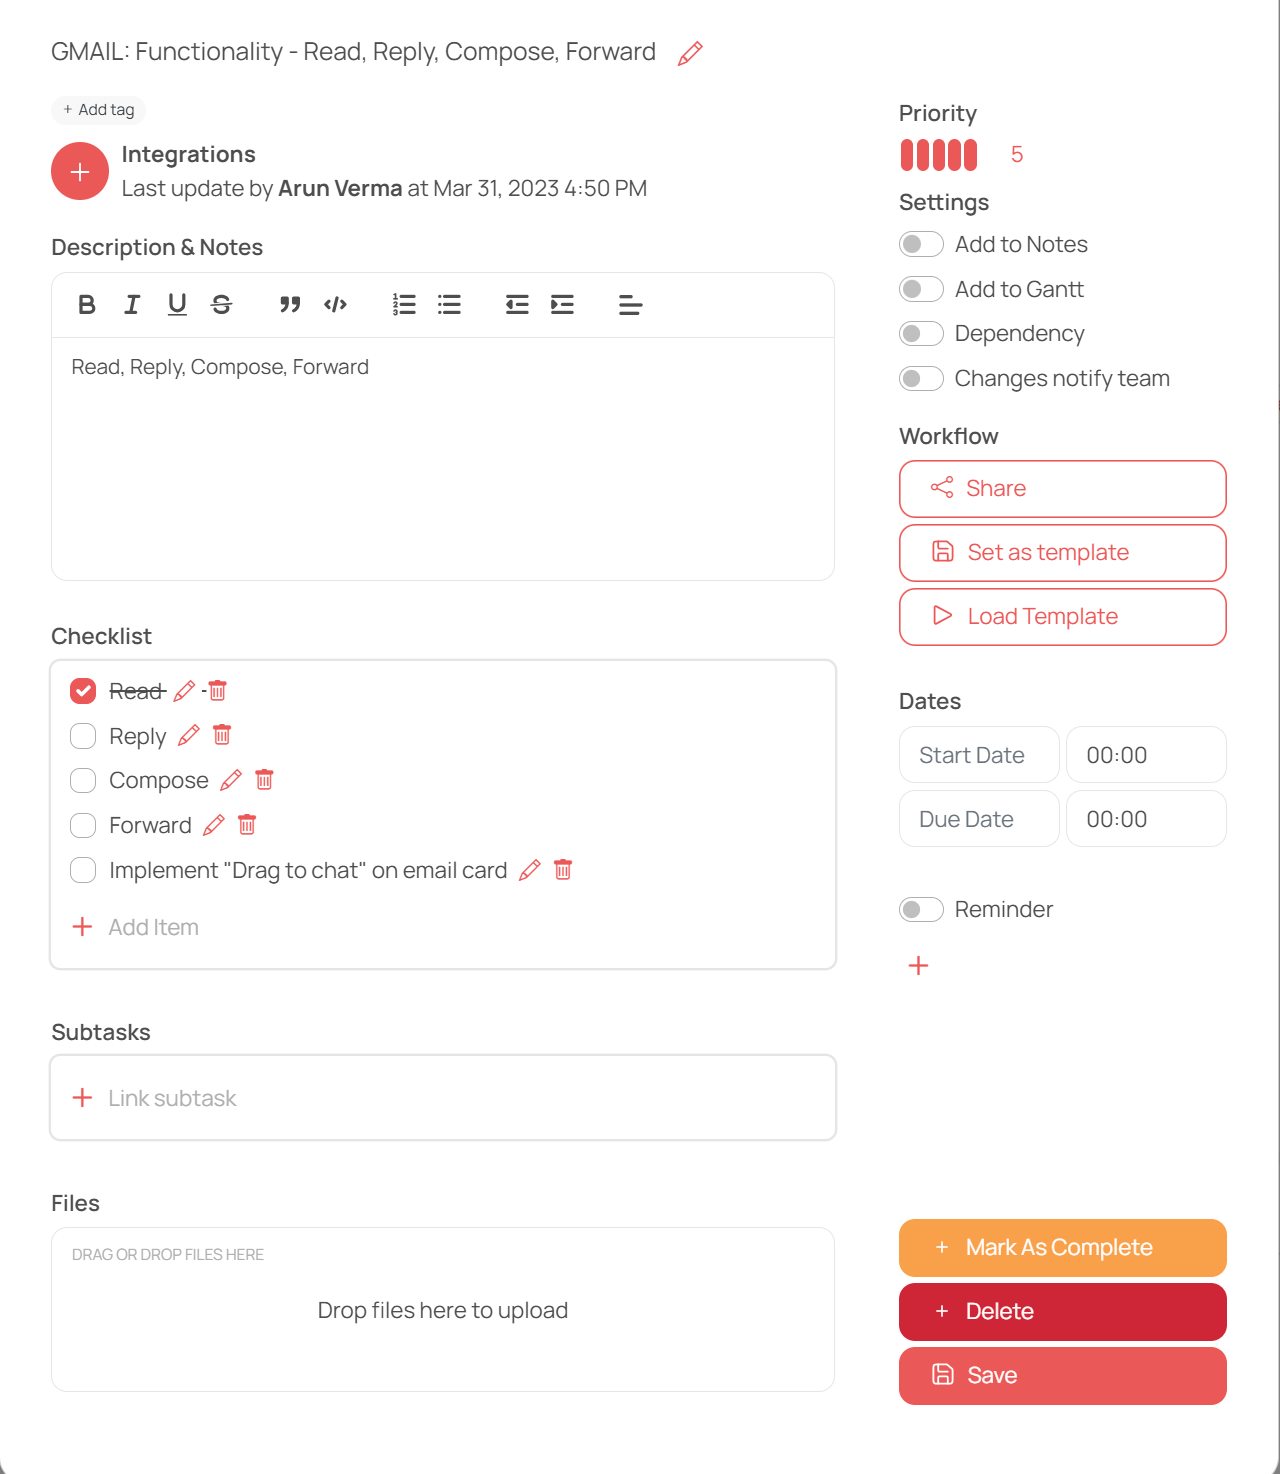 GMAIL: Functionality - Read, Reply, Compose, Forward
+ Add tag
Integrations
Last update by Arun Verma at Mar 31, 2023 4:50 PM
Description & Notes
Read, Reply, Compose, Forward
Checklist
Read
Reply
Compose
Forward
Implement "Drag to chat" on email card
+ Add Item
Subtasks
+ Link subtask
Files
DRAG OR DROP FILES HERE
Drop files here to upload
Priority
5
Settings
Add to Notes
Add to Gantt
Dependency
Changes notify team
Workflow
Share
Set as template
Load Template
Dates
Start Date 00:00
Due Date 00:00
Reminder
+
+ Mark As Complete
+ Delete
Save